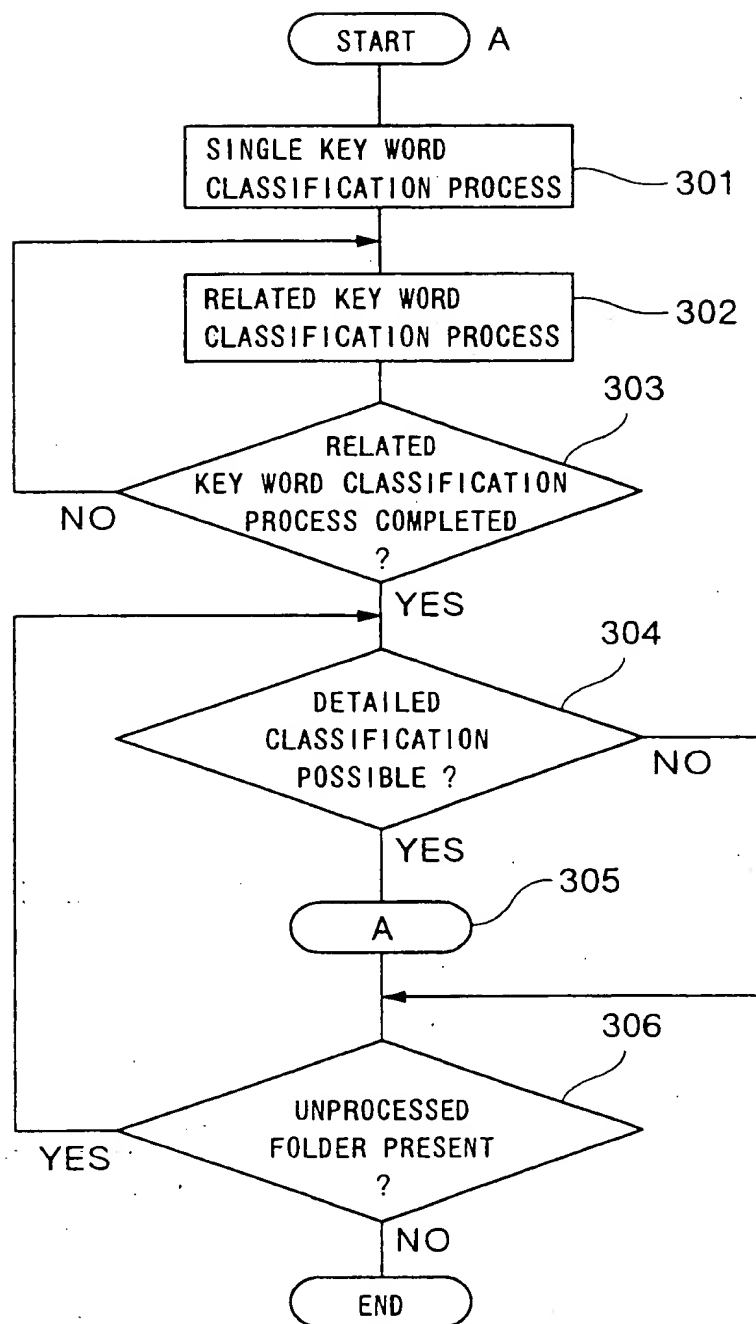 START A
SINGLE KEY WORD
CLASSIFICATION PROCESS
301
RELATED KEY WORD
CLASSIFICATION PROCESS
302
303
RELATED
KEY WORD CLASSIFICATION
PROCESS COMPLETED
?
NO
YES
304
DETAILED
CLASSIFICATION
POSSIBLE ?
NO
YES
305
A
306
UNPROCESSED
FOLDER PRESENT
?
YES
NO
END